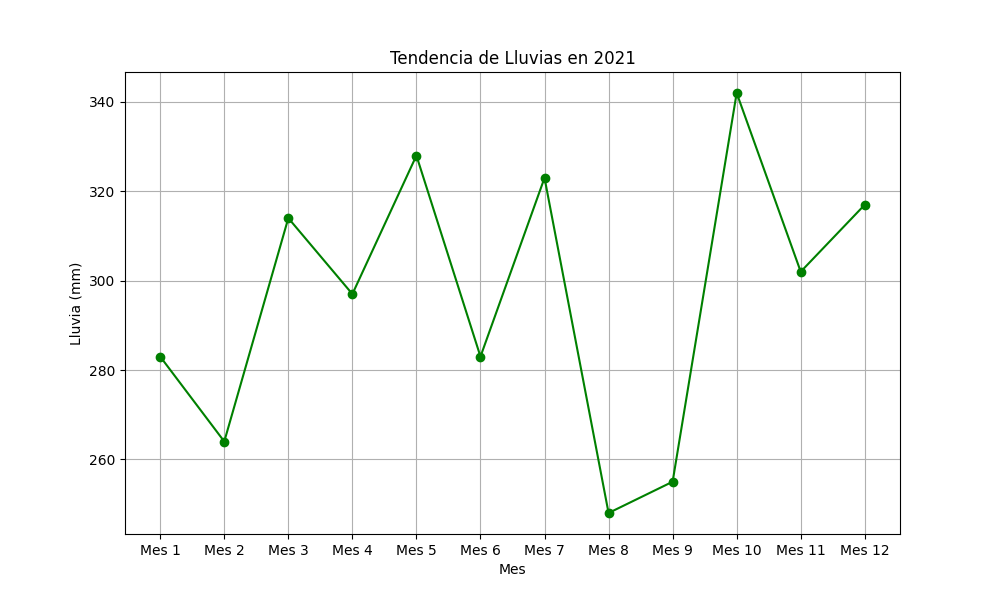 Tendencia de Lluvias en 2021
Lluvia (mm)
340
320
300
280
260
Mes 1 Mes 2 Mes 3 Mes 4 Mes 5 Mes 6 Mes 7 Mes 8 Mes 9 Mes 10 Mes 11 Mes 12
Mes